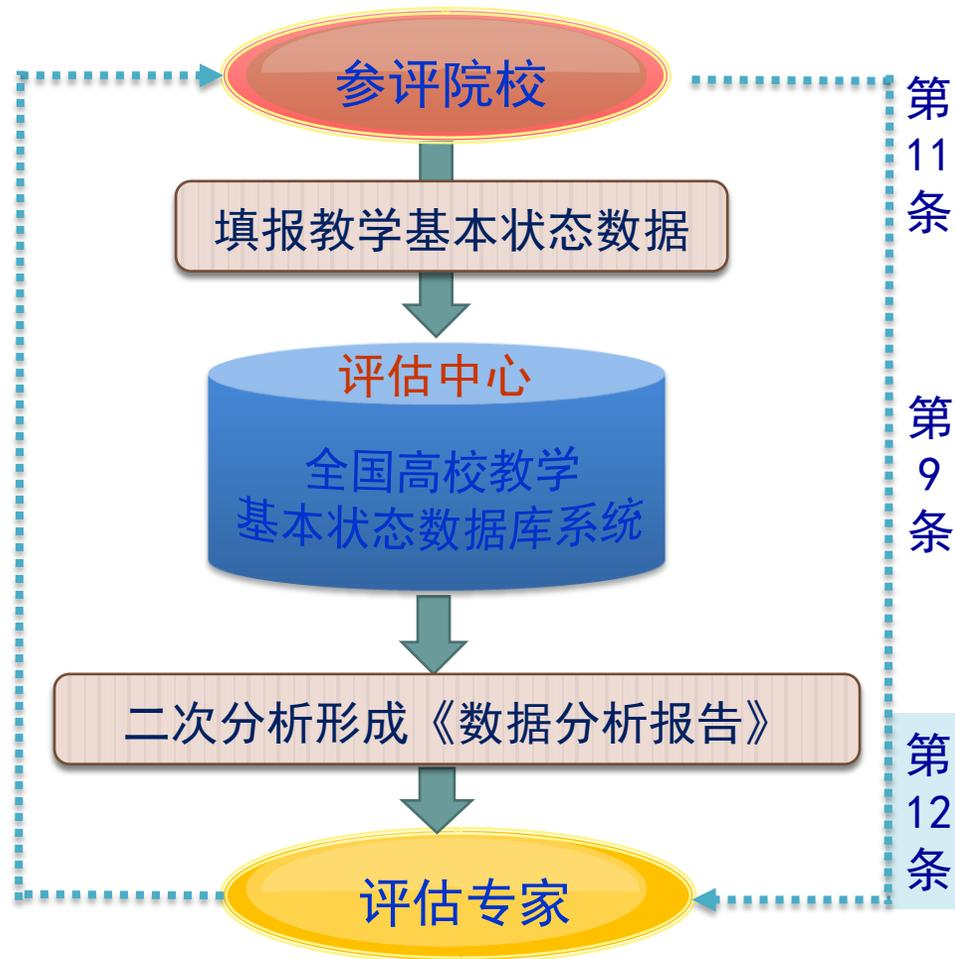 参评院校
填报教学基本状态数据
评估中心
全国高校教学
基本状态数据库系统
二次分析形成《数据分析报告》
评估专家
第
11
条
第
9
条
第
12
条